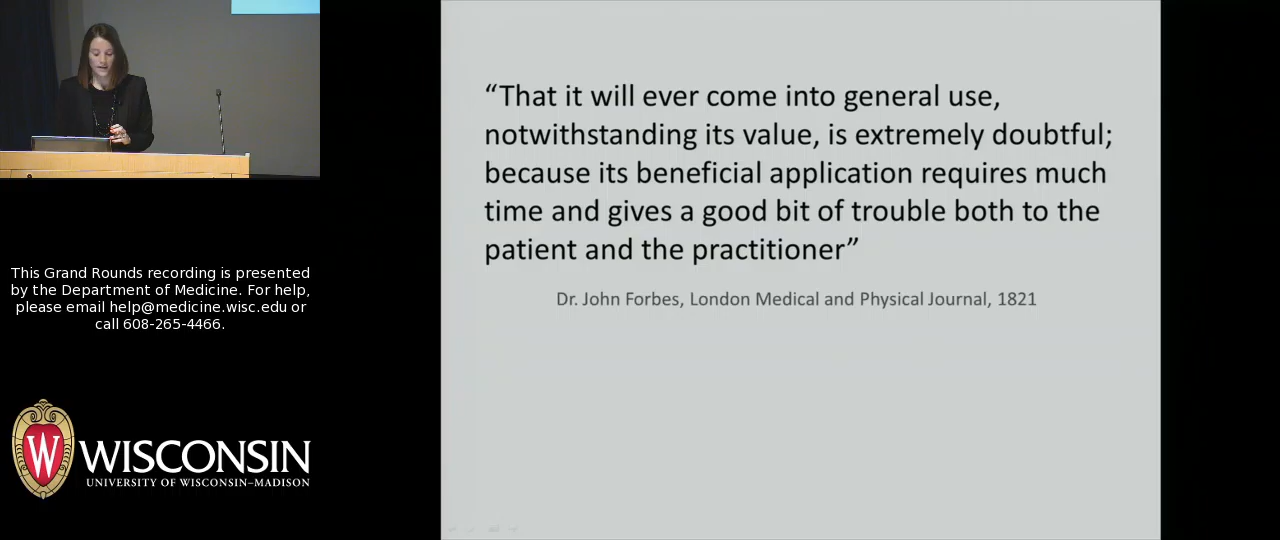 “That it will ever come into general use,
notwithstanding its value, is extremely doubtful;
because its beneficial application requires much
time and gives a good bit of trouble both to the
patient and the practitioner”
Dr. John Forbes, London Medical and Physical Journal, 1821
This Grand Rounds recording is presented
by the Department of Medicine. For help,
please email help@medicine.wisc.edu or
call 608-265-4466.
W
WISCONSIN
UNIVERSITY OF WISCONSIN–MADISON